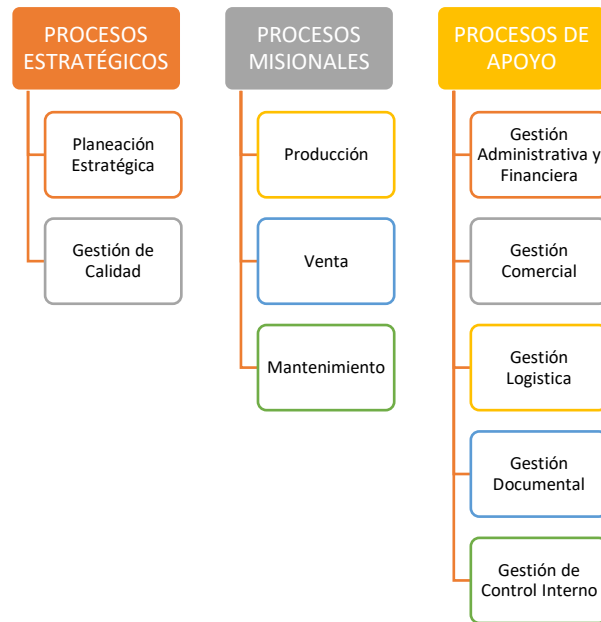 PROCESOS
ESTRATÉGICOS
Planeación
Estratégica
Gestión de
Calidad
PROCESOS
MISIONALES
Producción
Venta
Mantenimiento
PROCESOS DE
APOYO
Gestión
Administrativa y
Financiera
Gestión
Comercial
Gestión
Logistica
Gestión
Documental
Gestión de
Control Interno